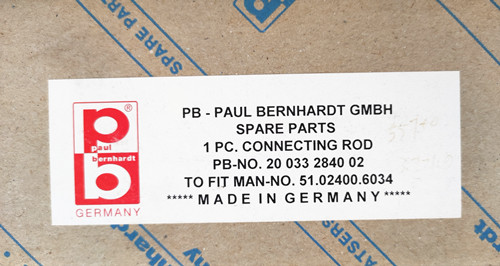 SPARE PART
PB - PAUL BERNHARDT GMBH
SPARE PARTS
1 PC. CONNECTING ROD
PB-NO. 20 033 2840 02
TO FIT MAN-NO. 51.02400.6034
***** MADE IN GERMANY *****
p ®
paul
bernhardt
b
GERMANY